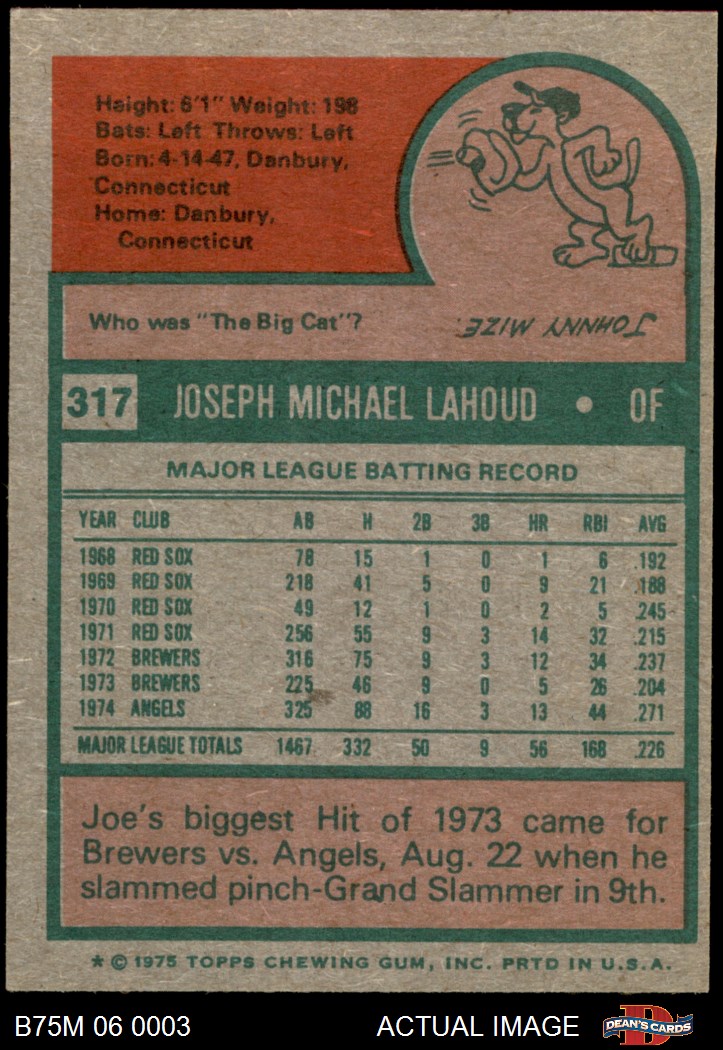 Height: 6'1" Weight: 198
Bats: Left Throws: Left
Born: 4-14-47, Danbury,
Connecticut
Home: Danbury,
Connecticut
Who was "The Big Cat"?
JOHNNY MIZE.
317 JOSEPH MICHAEL LAHOUD • OF
MAJOR LEAGUE BATTING RECORD
YEAR CLUB AB H 2B 3B HR RBI AVG
1968 RED SOX 78 15 1 0 1 6 .192
1969 RED SOX 218 41 5 0 9 21 .188
1970 RED SOX 49 12 1 0 2 5 .245
1971 RED SOX 256 55 9 3 14 32 .215
1972 BREWERS 316 75 9 3 12 34 .237
1973 BREWERS 225 46 9 0 5 26 .204
1974 ANGELS 325 88 16 3 13 44 .271
MAJOR LEAGUE TOTALS 1467 332 50 9 56 168 .226
Joe's biggest Hit of 1973 came for
Brewers vs. Angels, Aug. 22 when he
slammed pinch-Grand Slammer in 9th.
* © 1975 TOPPS CHEWING GUM, INC. PRTD IN U.S.A.
B75M 06 0003 ACTUAL IMAGE D DEAN'S CARDS